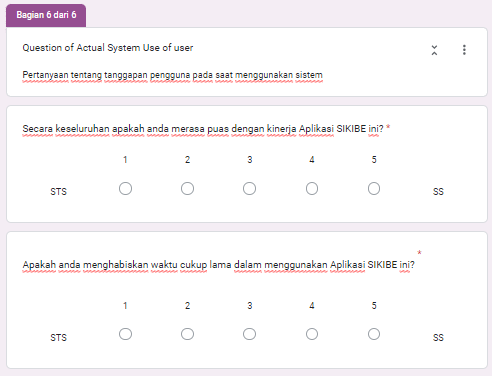 Bagian 6 dari 6
Question of Actual System Use of user
Pertanyaan tentang tanggapan pengguna pada saat menggunakan sistem
Secara keseluruhan apakah anda merasa puas dengan kinerja Aplikasi SIKIBE ini? *
1 2 3 4 5
STS SS
Apakah anda menghabiskan waktu cukup lama dalam menggunakan Aplikasi SIKIBE ini? *
1 2 3 4 5
STS SS